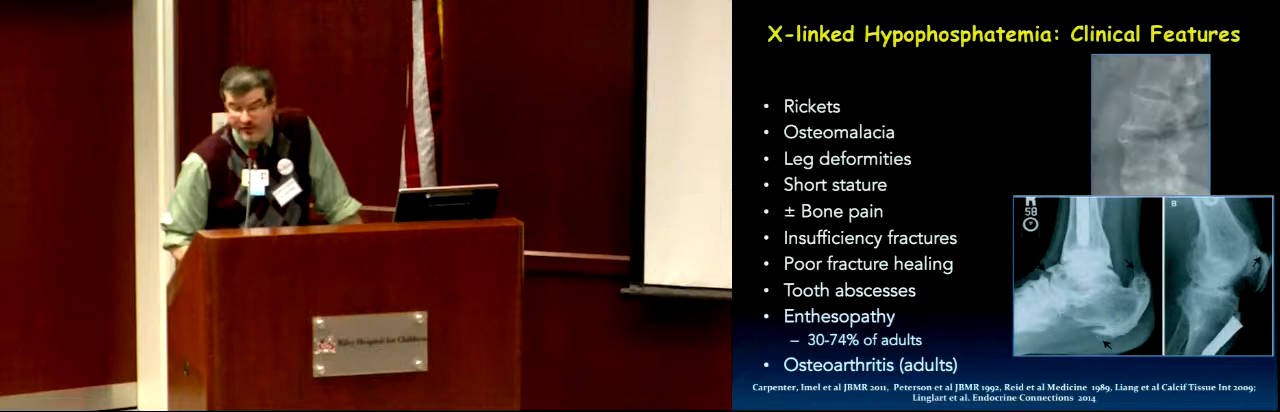 Riley Hospital for Children
X-linked Hypophosphatemia: Clinical Features
• Rickets
• Osteomalacia
• Leg deformities
• Short stature
• ± Bone pain
• Insufficiency fractures
• Poor fracture healing
• Tooth abscesses
• Enthesopathy
– 30-74% of adults
• Osteoarthritis (adults)
R
58
B
Carpenter, Imel et al JBMR 2011, Peterson et al JBMR 1992, Reid et al Medicine 1989, Liang et al Calcif Tissue Int 2009;
Linglart et al. Endocrine Connections 2014